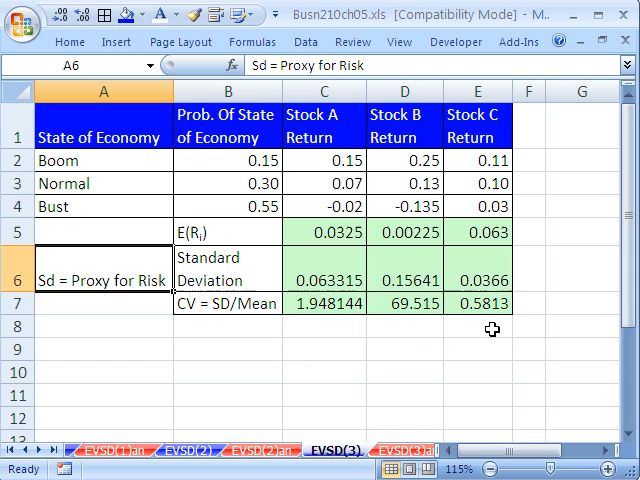 Busn210ch05.xls [Compatibility Mode] - M...
Home Insert Page Layout Formulas Data Review View Developer Add-Ins
A6 fx Sd = Proxy for Risk
A B C D E F G
1 State of Economy Prob. Of State of Economy Stock A Return Stock B Return Stock C Return
2 Boom 0.15 0.15 0.25 0.11
3 Normal 0.30 0.07 0.13 0.10
4 Bust 0.55 -0.02 -0.135 0.03
5 E(Ri) 0.0325 0.00225 0.063
6 Sd = Proxy for Risk Standard Deviation 0.063315 0.15641 0.0366
7 CV = SD/Mean 1.948144 69.515 0.5813
8
9
10
11
12
13
EVSD(1)an EVSD(2) EVSD(2)an EVSD(3) EVSD(3)a
Ready 115%